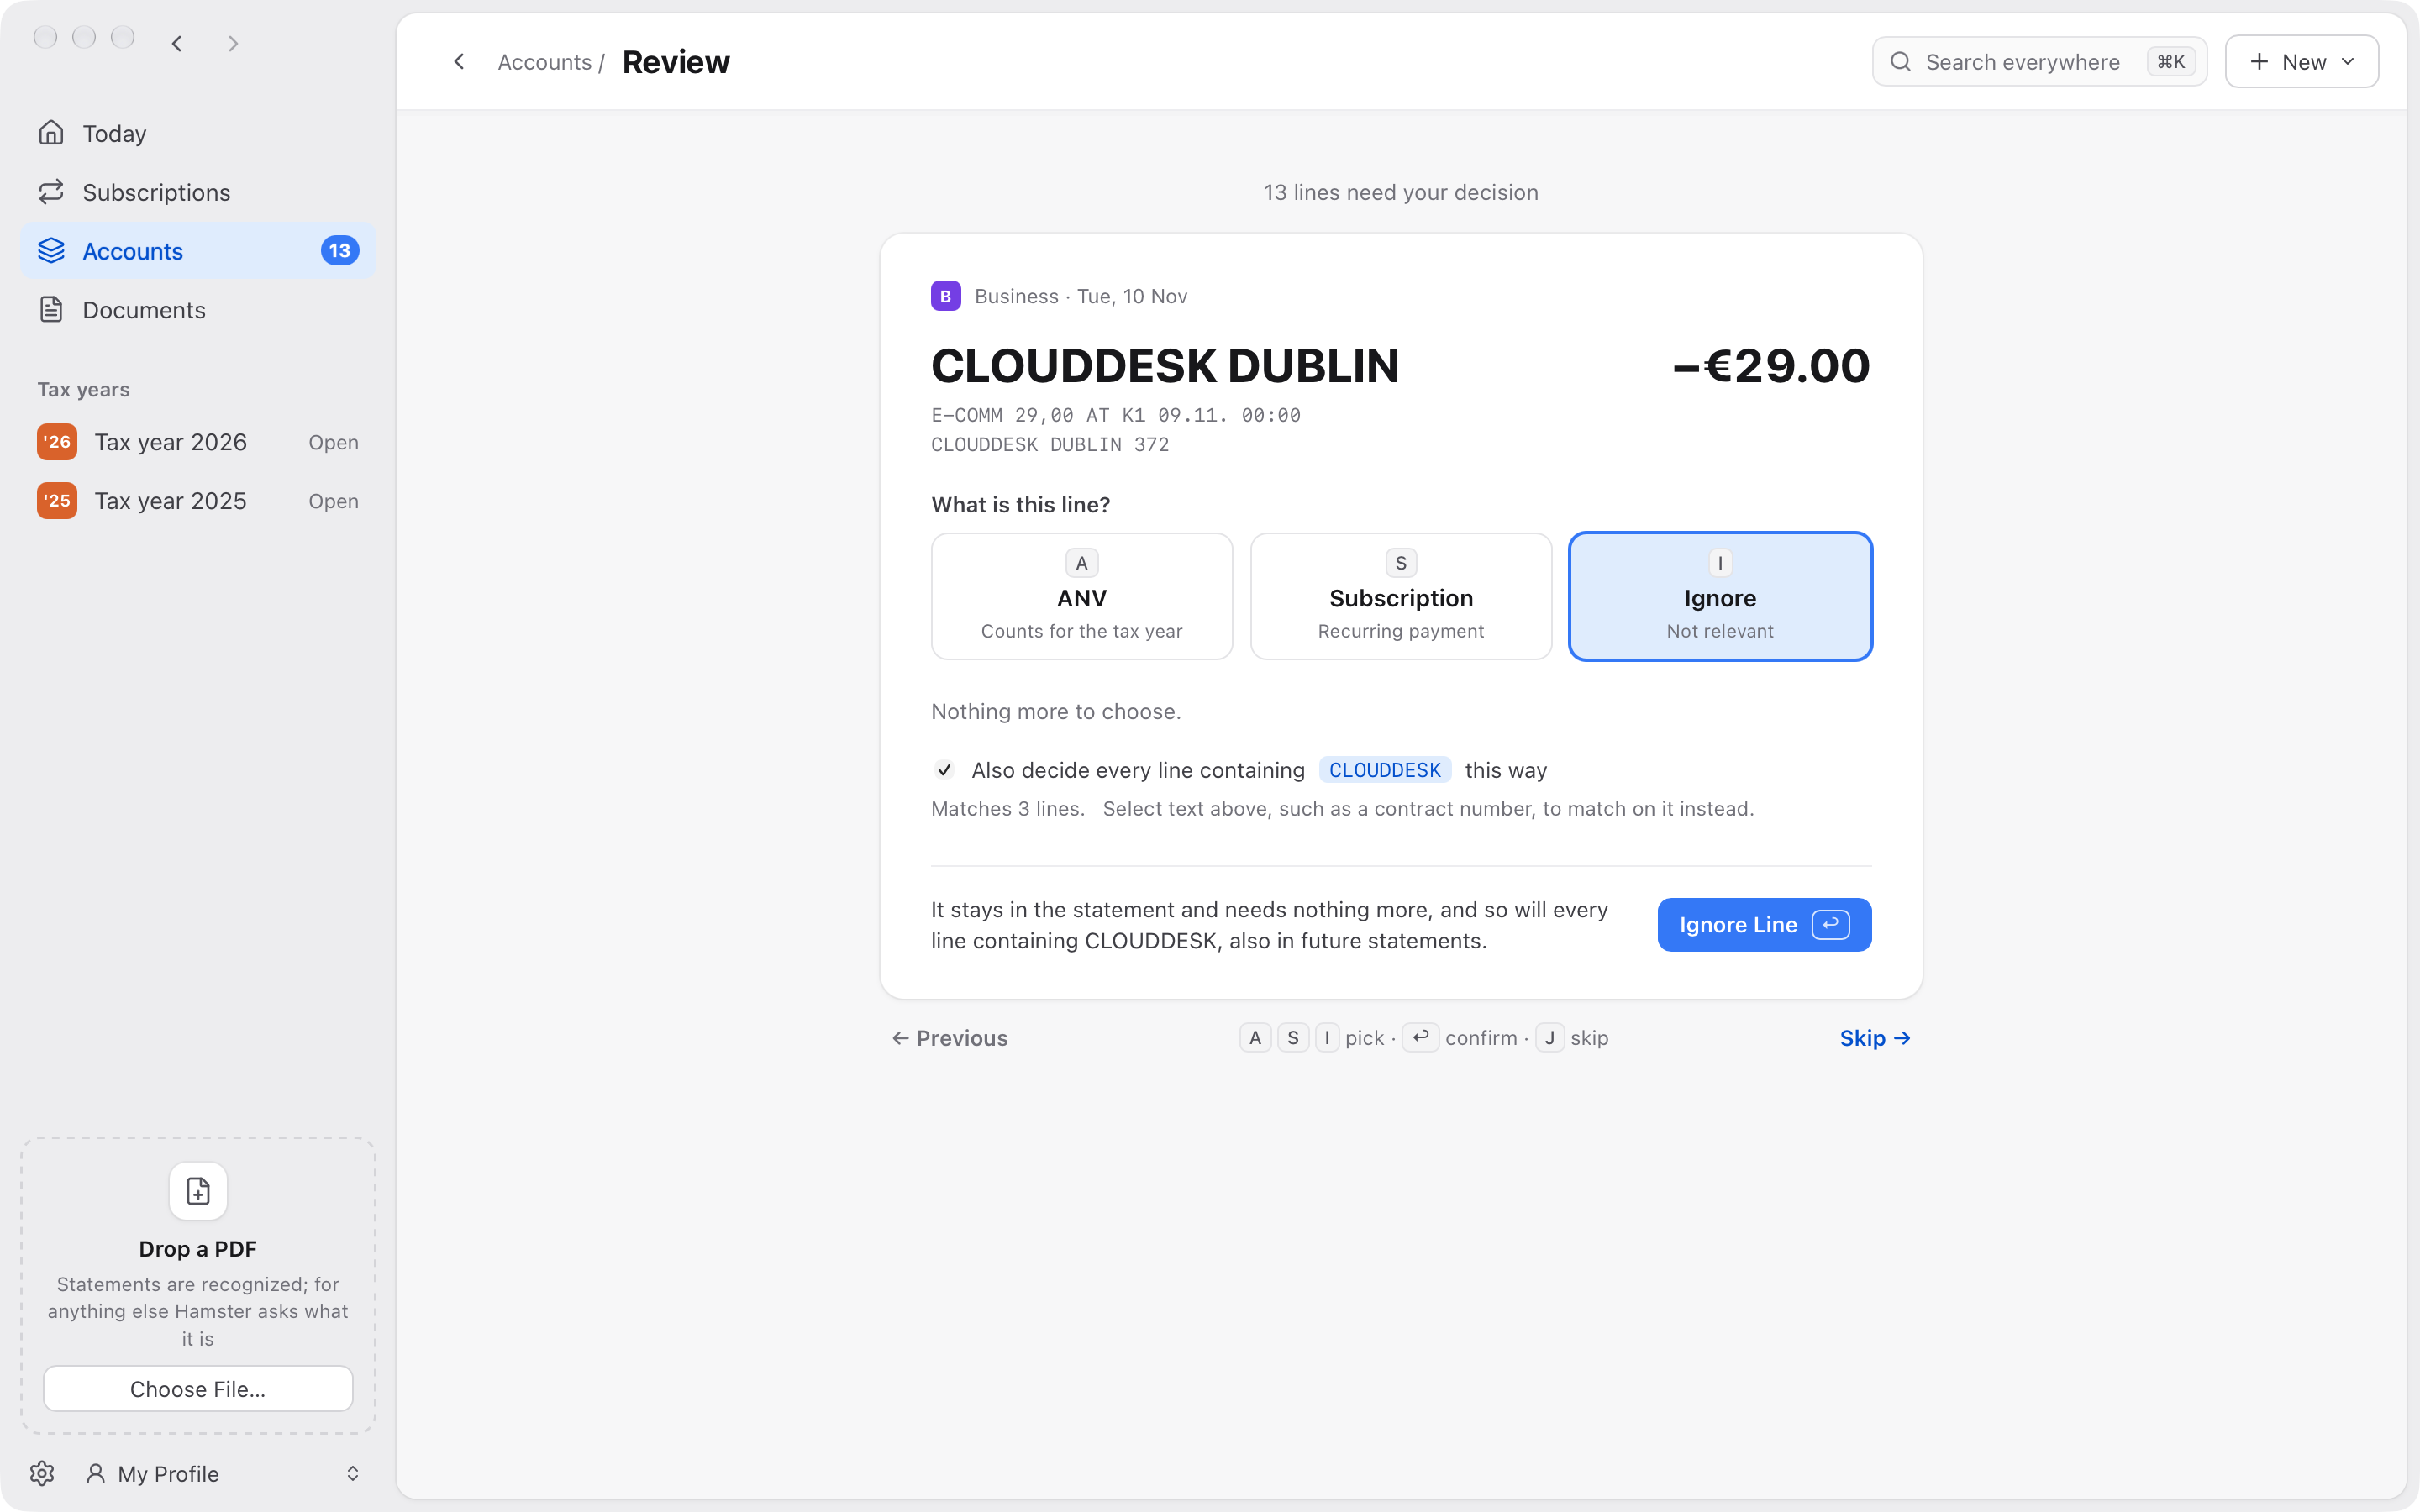 Today
Subscriptions
Accounts 13
Documents
Tax years
'26 Tax year 2026 Open
'25 Tax year 2025 Open
Drop a PDF
Statements are recognized; for
anything else Hamster asks what
it is
Choose File...
My Profile
Accounts / Review
Search everywhere ⌘K
+ New
13 lines need your decision
B Business · Tue, 10 Nov
CLOUDDESK DUBLIN −€29.00
E-COMM 29,00 AT K1 09.11. 00:00
CLOUDDESK DUBLIN 372
What is this line?
A
ANV
Counts for the tax year
S
Subscription
Recurring payment
I
Ignore
Not relevant
Nothing more to choose.
Also decide every line containing CLOUDDESK this way
Matches 3 lines. Select text above, such as a contract number, to match on it instead.
It stays in the statement and needs nothing more, and so will every
line containing CLOUDDESK, also in future statements.
Ignore Line ↩
← Previous
A S I pick · ↩ confirm · J skip
Skip →